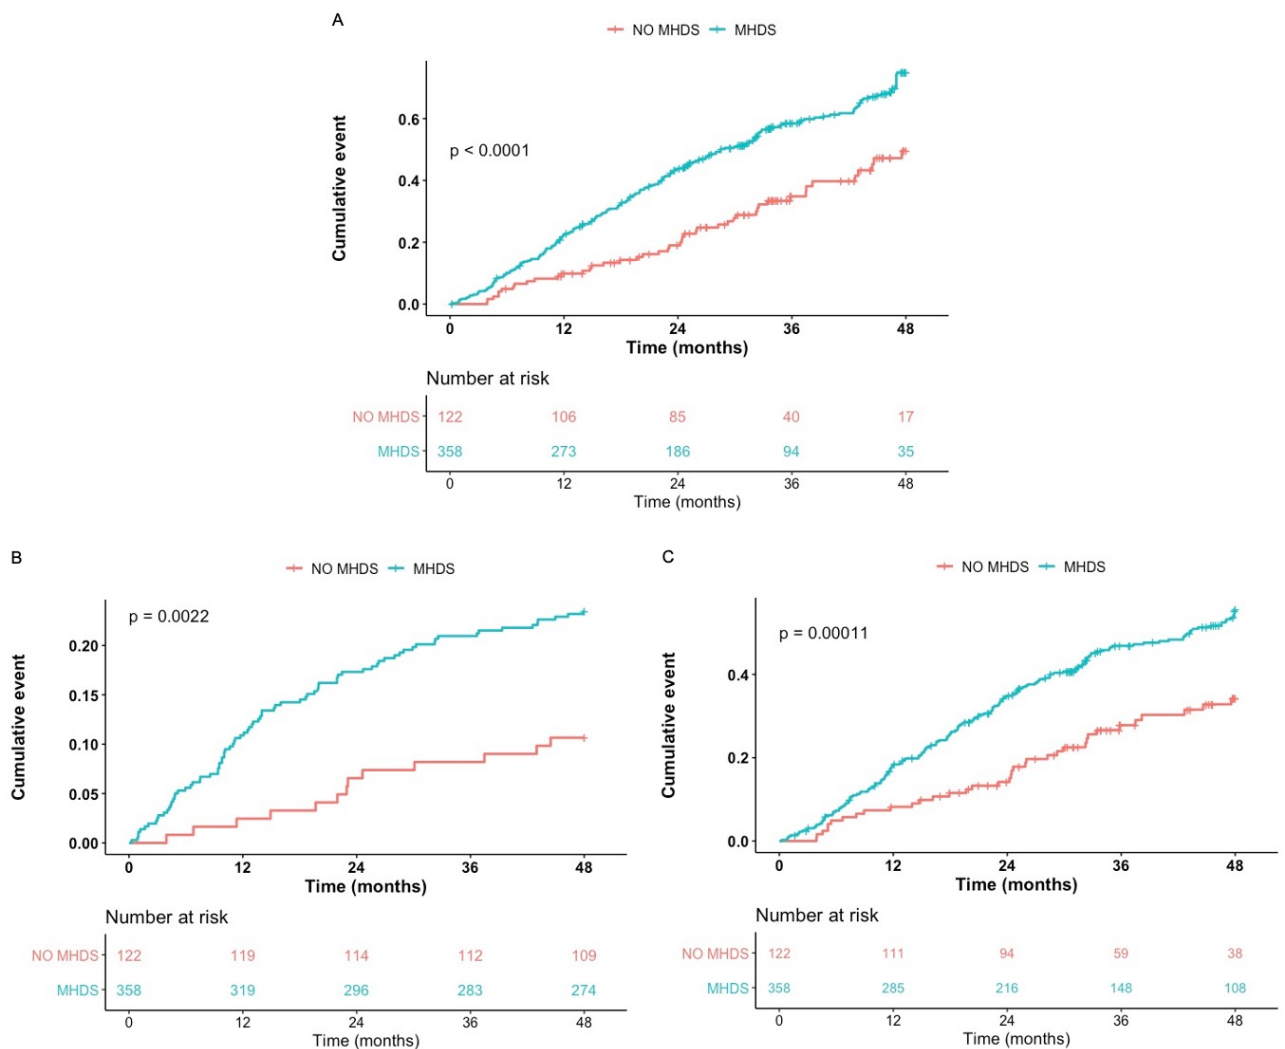 A
NO MHDS MHDS
Cumulative event
p < 0.0001
0.6
0.4
0.2
0.0
0 12 24 36 48
Time (months)
Number at risk
NO MHDS 122 106 85 40 17
MHDS 358 273 186 94 35
0 12 24 36 48
Time (months)
B
NO MHDS MHDS
Cumulative event
p = 0.0022
0.20
0.15
0.10
0.05
0.00
0 12 24 36 48
Time (months)
Number at risk
NO MHDS 122 119 114 112 109
MHDS 358 319 296 283 274
0 12 24 36 48
Time (months)
C
NO MHDS MHDS
Cumulative event
p = 0.00011
0.4
0.2
0.0
0 12 24 36 48
Time (months)
Number at risk
NO MHDS 122 111 94 59 38
MHDS 358 285 216 148 108
0 12 24 36 48
Time (months)